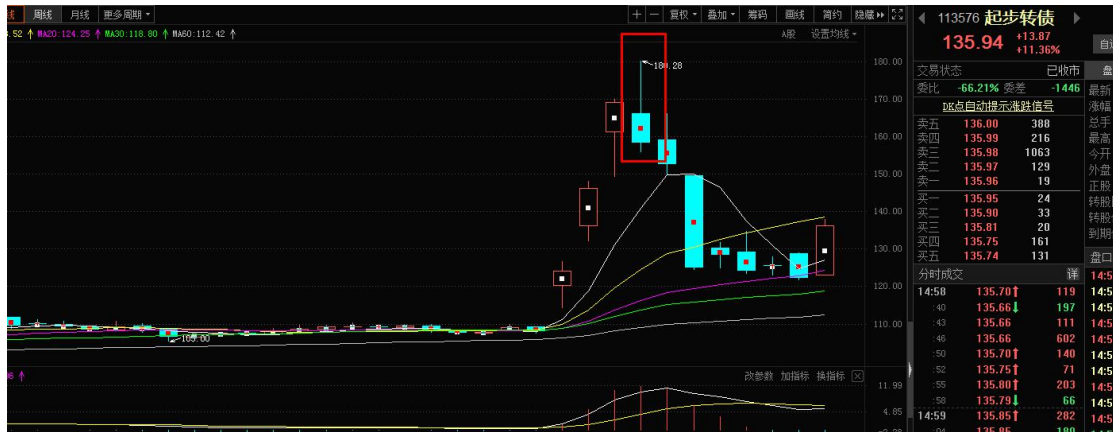 线 周线 月线 更多周期
＋ － 复权 叠加 筹码 画线 简约 隐藏
.52 MA20:124.25 MA30:118.80 MA60:112.42
A股 设置均线
180.28
105.00
180.00
170.00
160.00
150.00
140.00
130.00
120.00
110.00
改参数 加指标 换指标
11.99
4.85
113576 起步转债
135.94 +13.87
+11.36%
交易状态 已收市
委比 -66.21% 委差 -1446
DK点自动提示涨跌信号
卖五 136.00 388
卖四 135.99 216
卖三 135.98 1063
卖二 135.97 129
卖一 135.96 19
买一 135.95 24
买二 135.90 33
买三 135.81 20
买四 135.75 161
买五 135.74 131
分时成交 详
14:58 135.70 119
:40 135.66 197
:43 135.66 111
:46 135.66 602
:50 135.70 140
:52 135.75 71
:55 135.80 203
:58 135.79 66
14:59 135.85 282
最新
涨幅
总手
最高
今开
外盘
正股
盘口